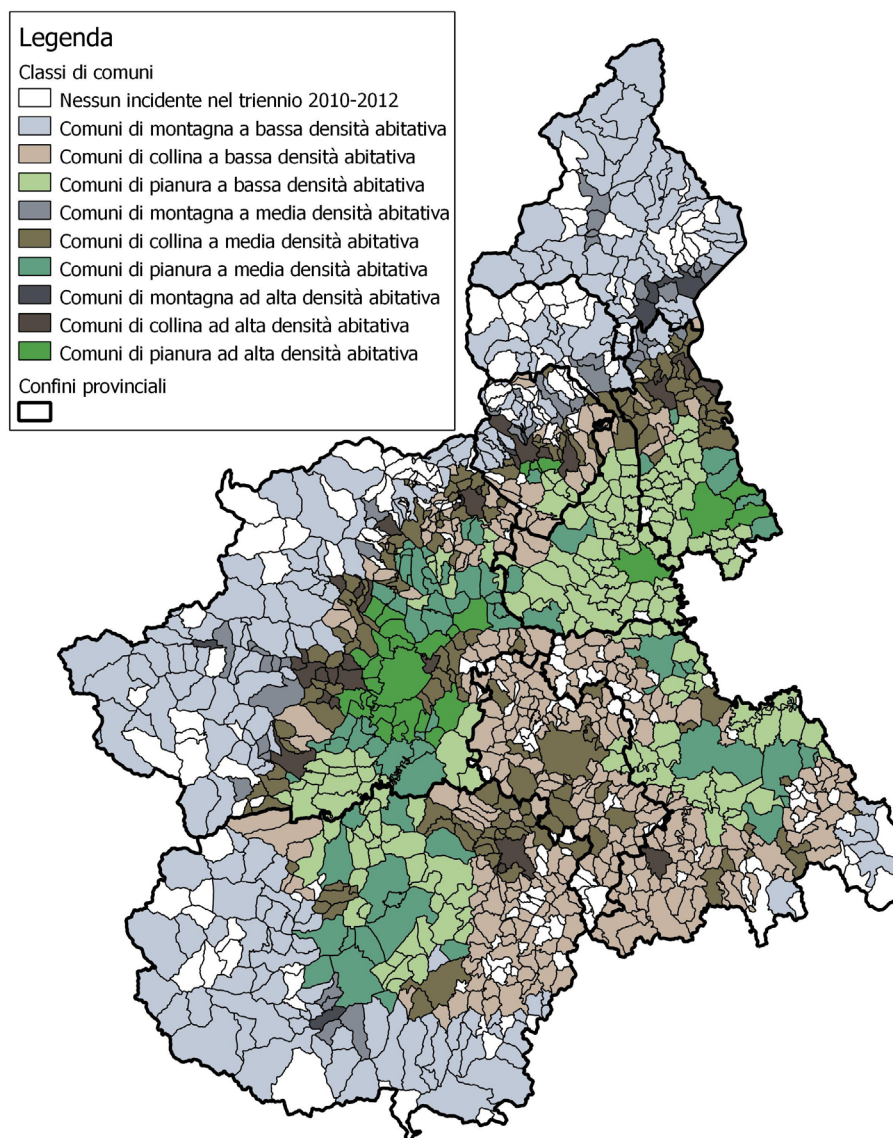 Legenda
Classi di comuni
Nessun incidente nel triennio 2010-2012
Comuni di montagna a bassa densità abitativa
Comuni di collina a bassa densità abitativa
Comuni di pianura a bassa densità abitativa
Comuni di montagna a media densità abitativa
Comuni di collina a media densità abitativa
Comuni di pianura a media densità abitativa
Comuni di montagna ad alta densità abitativa
Comuni di collina ad alta densità abitativa
Comuni di pianura ad alta densità abitativa
Confini provinciali